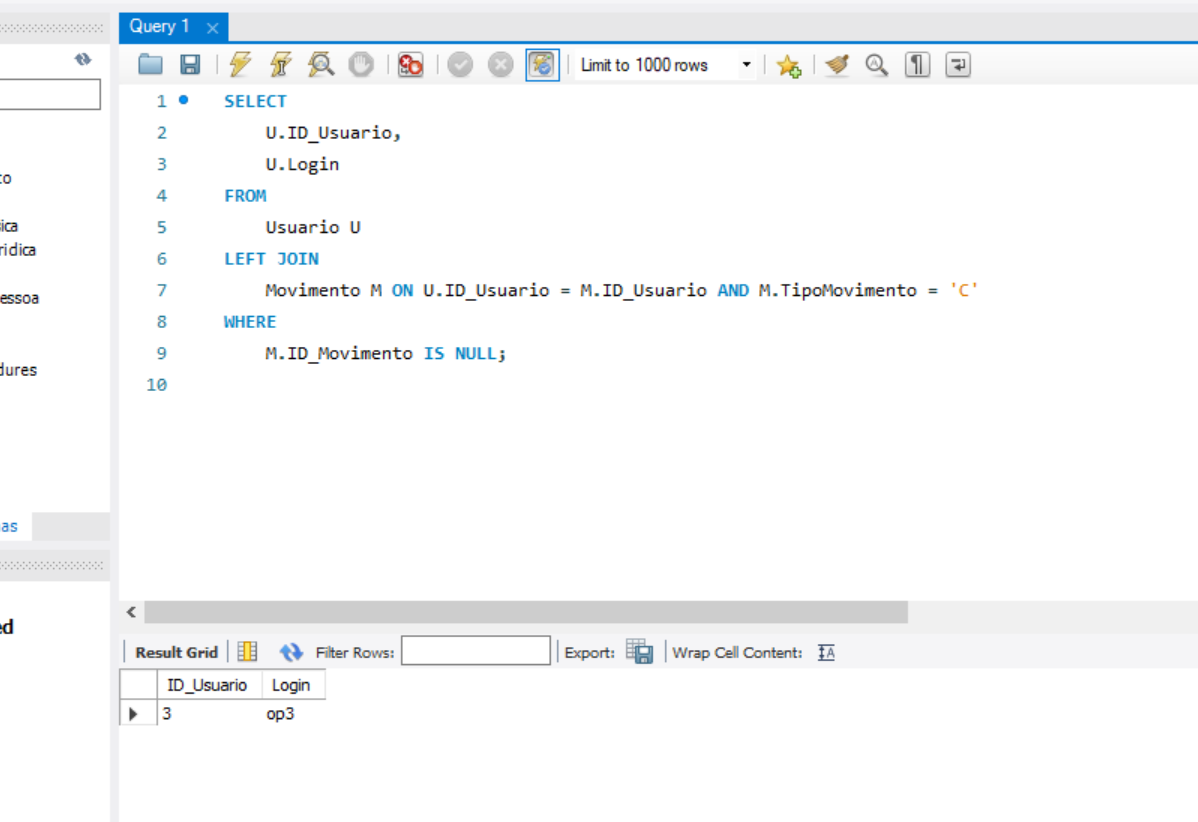 Query 1
Limit to 1000 rows
1 SELECT
2 U.ID_Usuario,
3 U.Login
4 FROM
5 Usuario U
6 LEFT JOIN
7 Movimento M ON U.ID_Usuario = M.ID_Usuario AND M.TipoMovimento = 'C'
8 WHERE
9 M.ID_Movimento IS NULL;
10
to
ica
ridica
essoa
dures
as
ed
Result Grid Filter Rows: Export: Wrap Cell Content:
ID_Usuario Login
3 op3